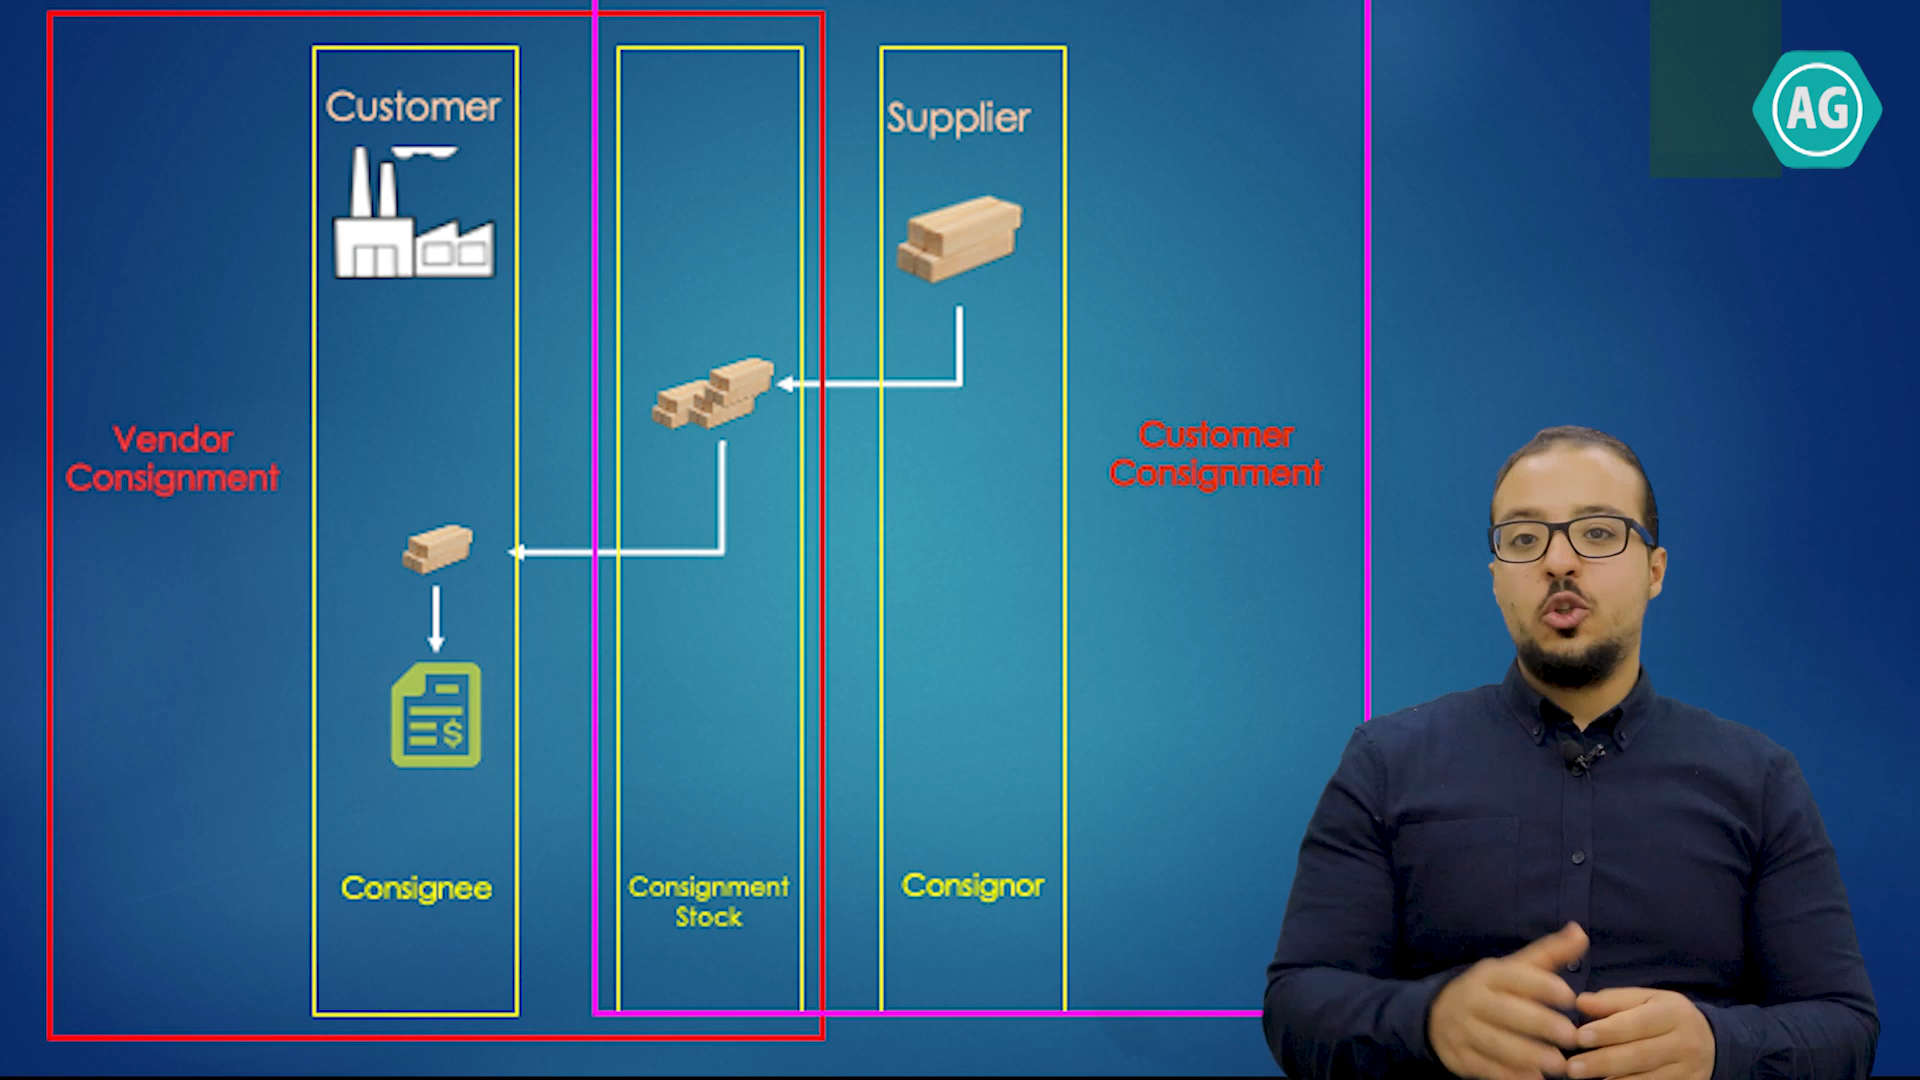 Customer
Supplier
AG
Vendor
Consignment
Customer
Consignment
$
Consignee
Consignment
Stock
Consignor